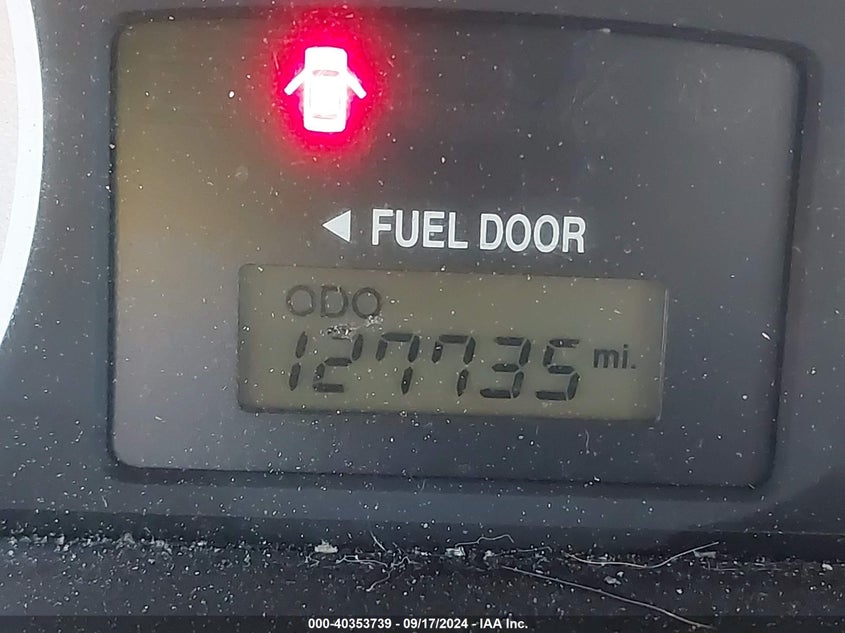 ◀ FUEL DOOR
ODO
127735 mi.
000-40353739 - 09/17/2024 - IAA Inc.